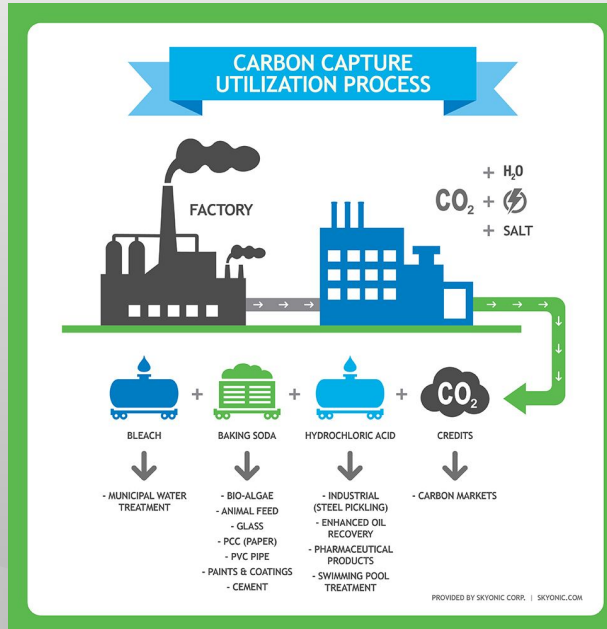 CARBON CAPTURE
UTILIZATION PROCESS
FACTORY
+ H₂O
CO₂ +
+ SALT
→ → →
→ → →
↓
↓
↓
+ + +
CO₂
BLEACH
BAKING SODA
HYDROCHLORIC ACID
CREDITS
- MUNICIPAL WATER
TREATMENT
- BIO-ALGAE
- ANIMAL FEED
- GLASS
- PCC (PAPER)
- PVC PIPE
- PAINTS & COATINGS
- CEMENT
- INDUSTRIAL
(STEEL PICKLING)
- ENHANCED OIL
RECOVERY
- PHARMACEUTICAL
PRODUCTS
- SWIMMING POOL
TREATMENT
- CARBON MARKETS
PROVIDED BY SKYONIC CORP. | SKYONIC.COM